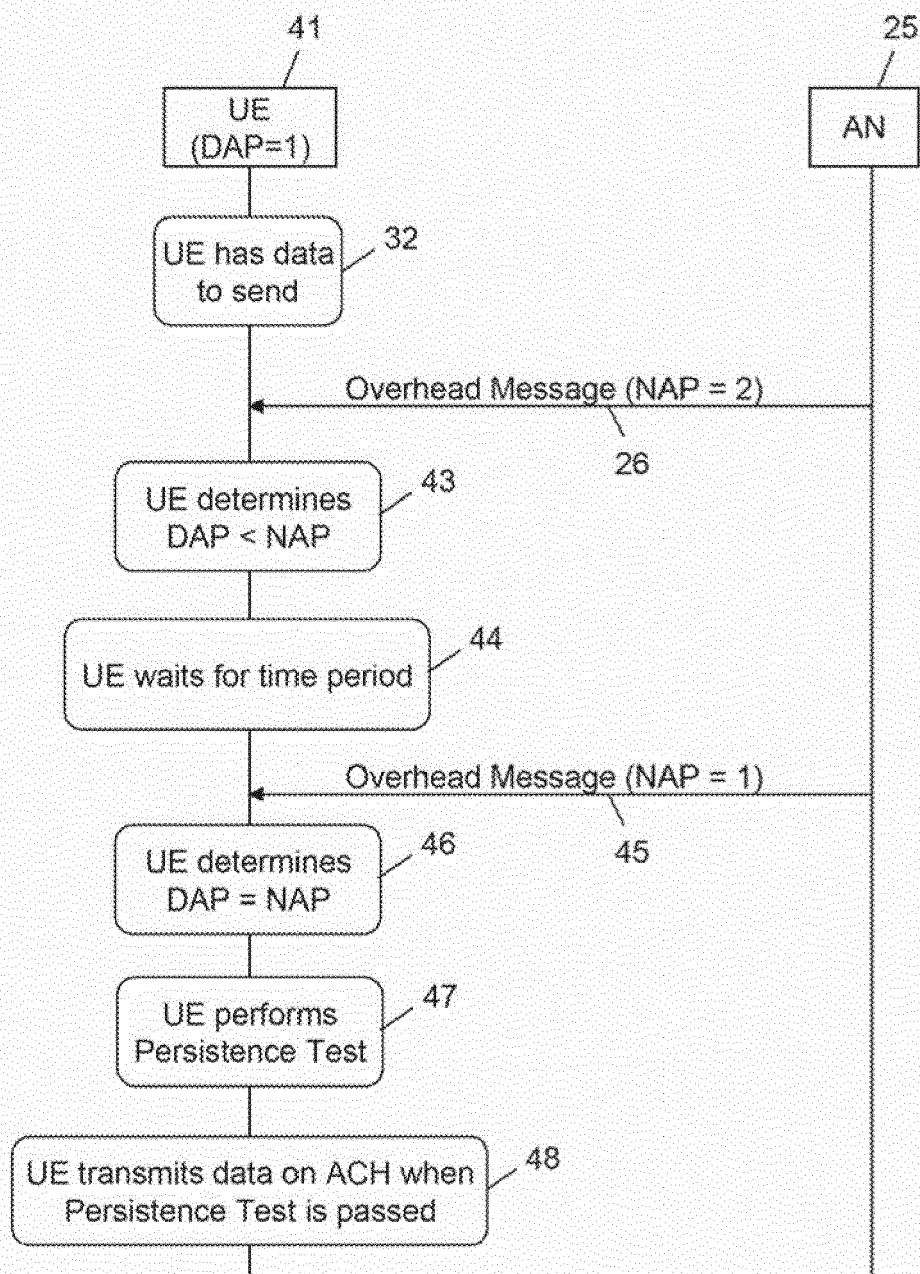 41
25
UE
(DAP=1)
AN
32
UE has data
to send
Overhead Message (NAP = 2)
26
43
UE determines
DAP < NAP
44
UE waits for time period
Overhead Message (NAP = 1)
45
46
UE determines
DAP = NAP
47
UE performs
Persistence Test
48
UE transmits data on ACH when
Persistence Test is passed